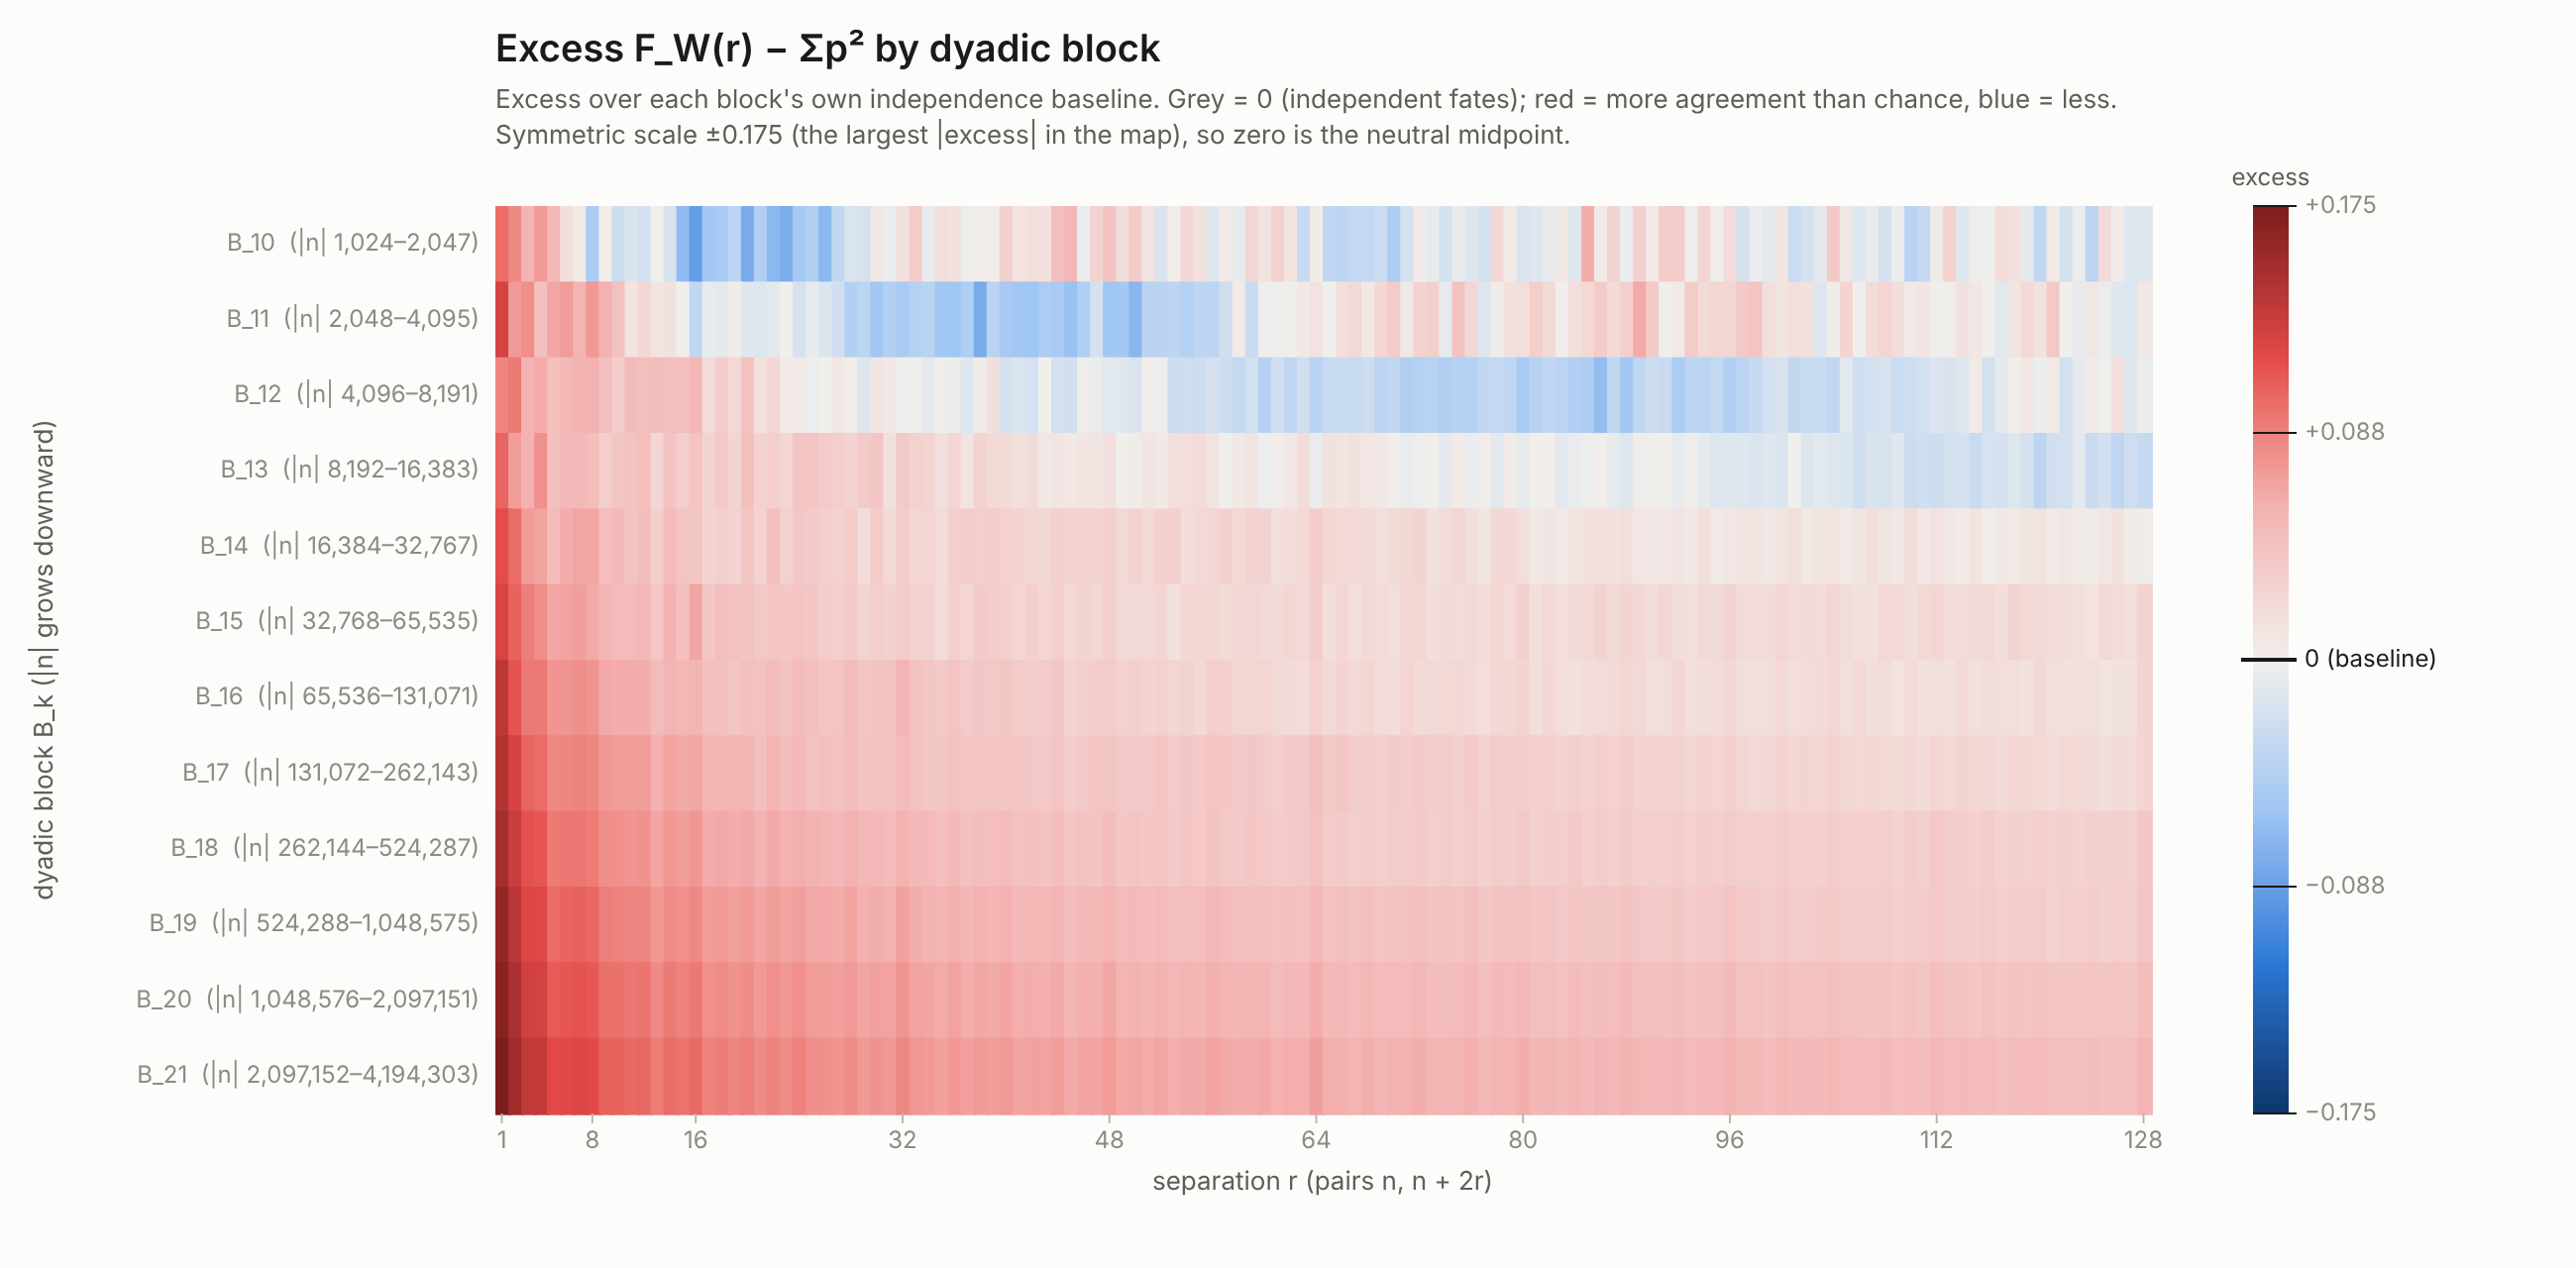 Excess F_W(r) − Σp² by dyadic block
Excess over each block's own independence baseline. Grey = 0 (independent fates); red = more agreement than chance, blue = less.
Symmetric scale ±0.175 (the largest |excess| in the map), so zero is the neutral midpoint.
excess
+0.175
+0.088
0 (baseline)
−0.088
−0.175
dyadic block B_k (|n| grows downward)
B_10 (|n| 1,024–2,047)
B_11 (|n| 2,048–4,095)
B_12 (|n| 4,096–8,191)
B_13 (|n| 8,192–16,383)
B_14 (|n| 16,384–32,767)
B_15 (|n| 32,768–65,535)
B_16 (|n| 65,536–131,071)
B_17 (|n| 131,072–262,143)
B_18 (|n| 262,144–524,287)
B_19 (|n| 524,288–1,048,575)
B_20 (|n| 1,048,576–2,097,151)
B_21 (|n| 2,097,152–4,194,303)
1 8 16 32 48 64 80 96 112 128
separation r (pairs n, n + 2r)